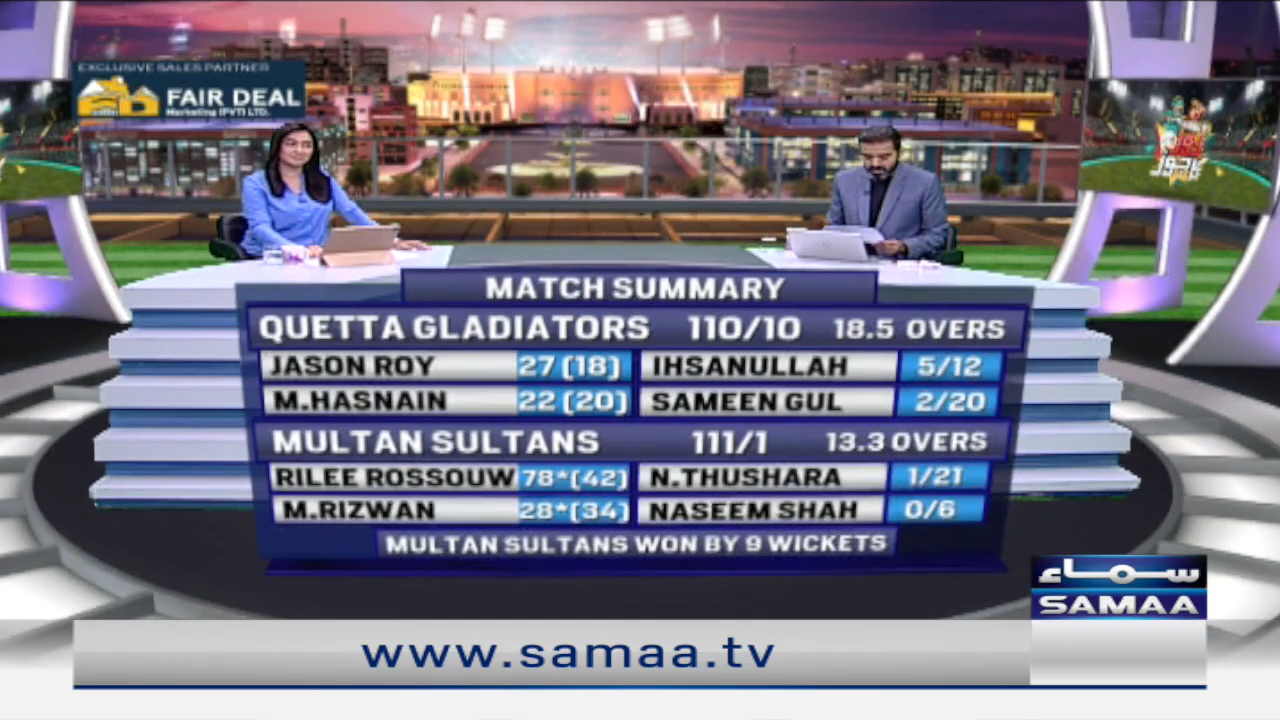 EXCLUSIVE SALES PARTNER
FAIR DEAL
Marketing (PVT) LTD.
MATCH SUMMARY
QUETTA GLADIATORS 110/10 18.5 OVERS
JASON ROY 27 (18) IHSANULLAH 5/12
M.HASNAIN 22 (20) SAMEEN GUL 2/20
MULTAN SULTANS 111/1 13.3 OVERS
RILEE ROSSOUW 78*(42) N.THUSHARA 1/21
M.RIZWAN 28*(34) NASEEM SHAH 0/6
MULTAN SULTANS WON BY 9 WICKETS
سماء
SAMAA
www.samaa.tv